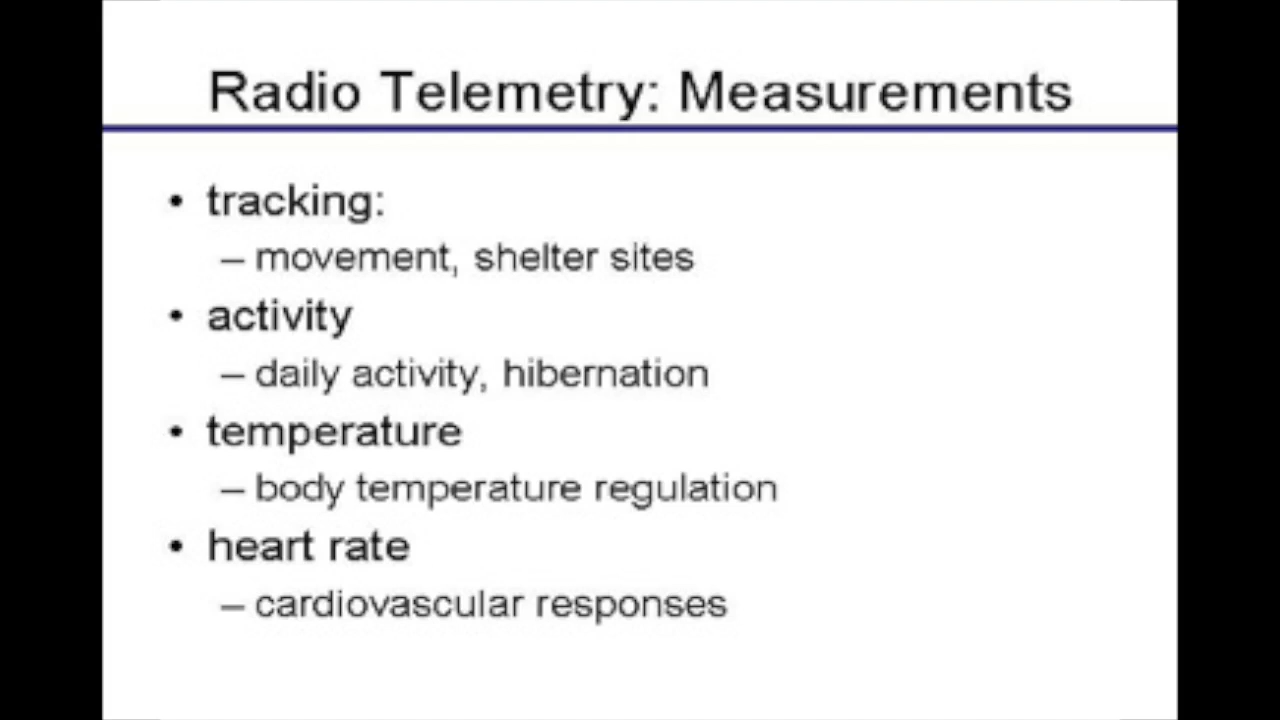 Radio Telemetry: Measurements
• tracking:
– movement, shelter sites
• activity
– daily activity, hibernation
• temperature
– body temperature regulation
• heart rate
– cardiovascular responses